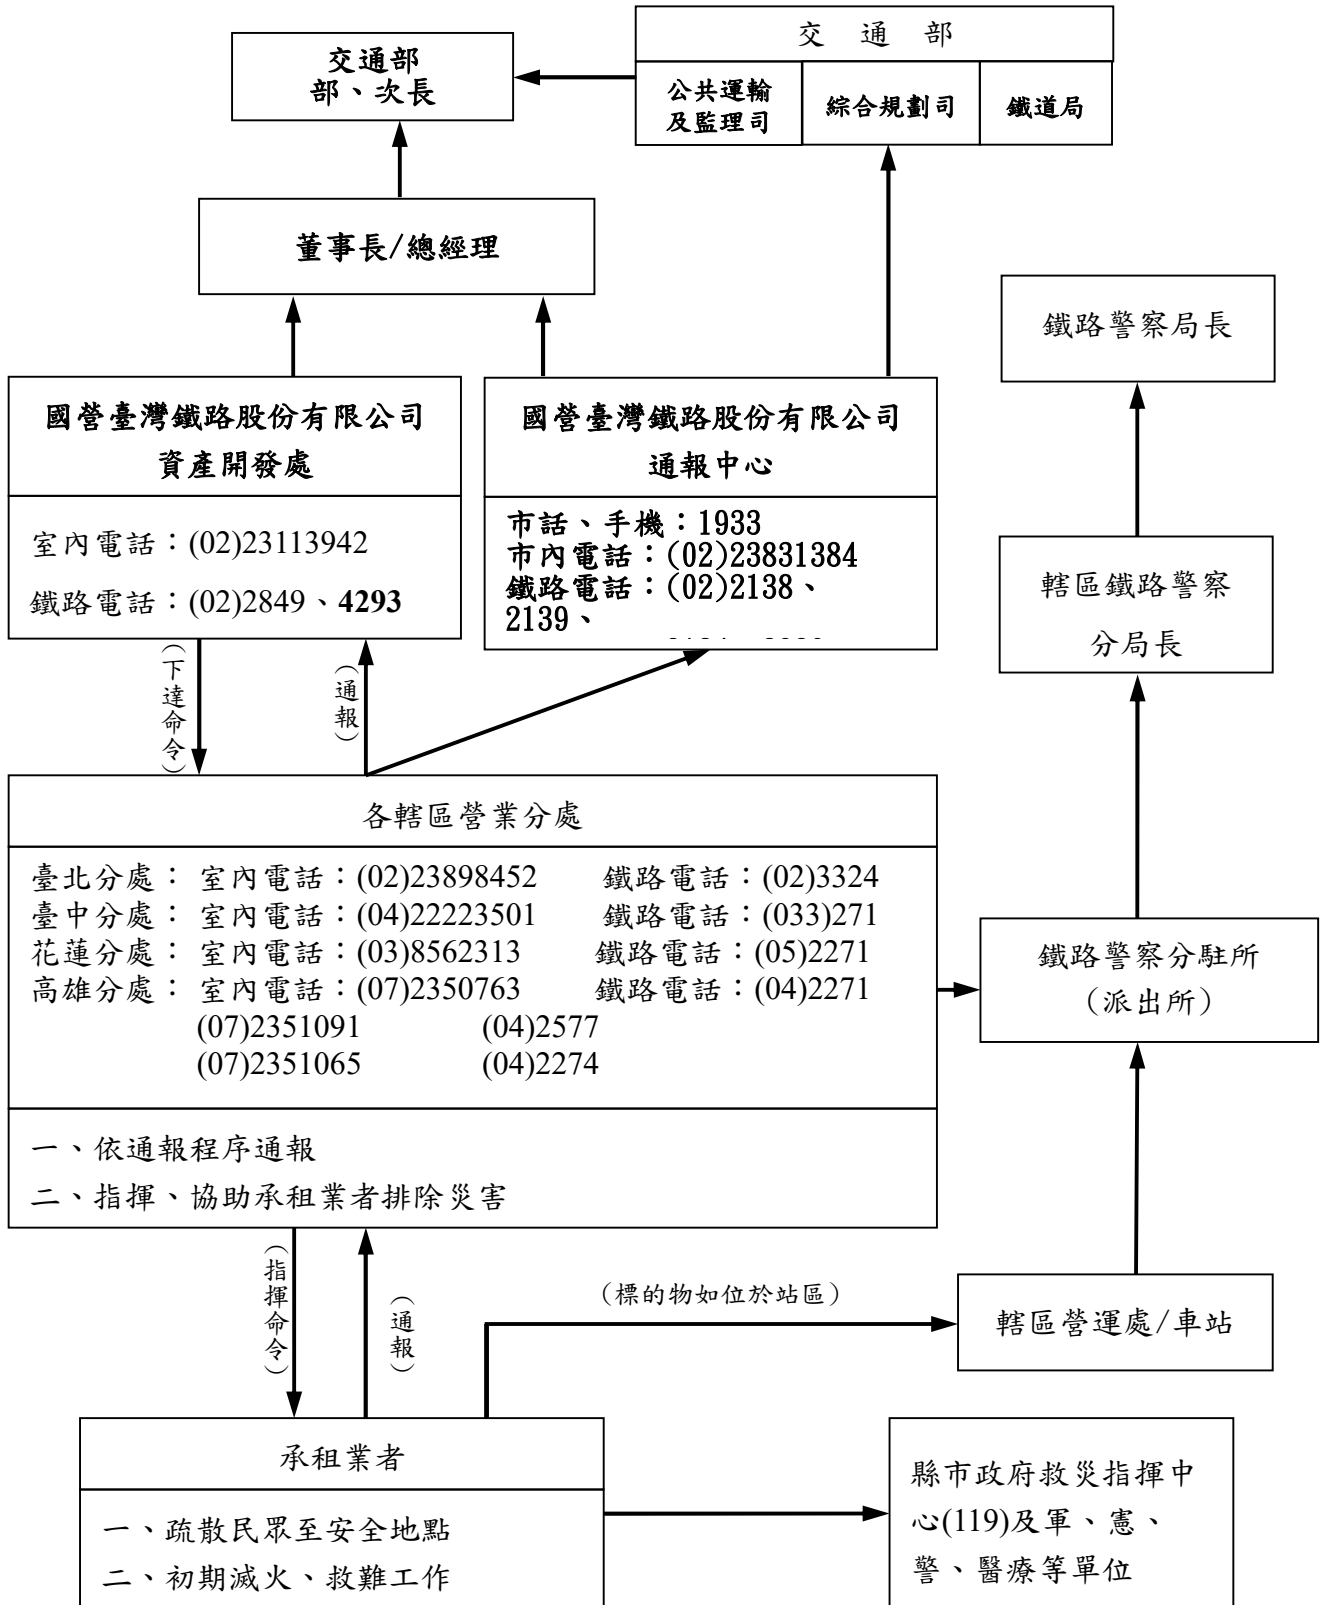 交通部
公共運輸
及監理司
綜合規劃司
鐵道局
交通部
部、次長
董事長/總經理
鐵路警察局長
國營臺灣鐵路股份有限公司
資產開發處
室內電話：(02)23113942
鐵路電話：(02)2849、4293
國營臺灣鐵路股份有限公司
通報中心
市話、手機：1933
市內電話：(02)23831384
鐵路電話：(02)2138、
2139、
轄區鐵路警察
分局長
(下達命令)
(通報)
各轄區營業分處
臺北分處： 室內電話：(02)23898452 鐵路電話：(02)3324
臺中分處： 室內電話：(04)22223501 鐵路電話：(033)271
花蓮分處： 室內電話：(03)8562313 鐵路電話：(05)2271
高雄分處： 室內電話：(07)2350763 鐵路電話：(04)2271
(07)2351091 (04)2577
(07)2351065 (04)2274
一、依通報程序通報
二、指揮、協助承租業者排除災害
鐵路警察分駐所
(派出所)
(指揮命令)
(通報)
(標的物如位於站區)
轄區營運處/車站
承租業者
一、疏散民眾至安全地點
二、初期滅火、救難工作
縣市政府救災指揮中
心(119)及軍、憲、
警、醫療等單位